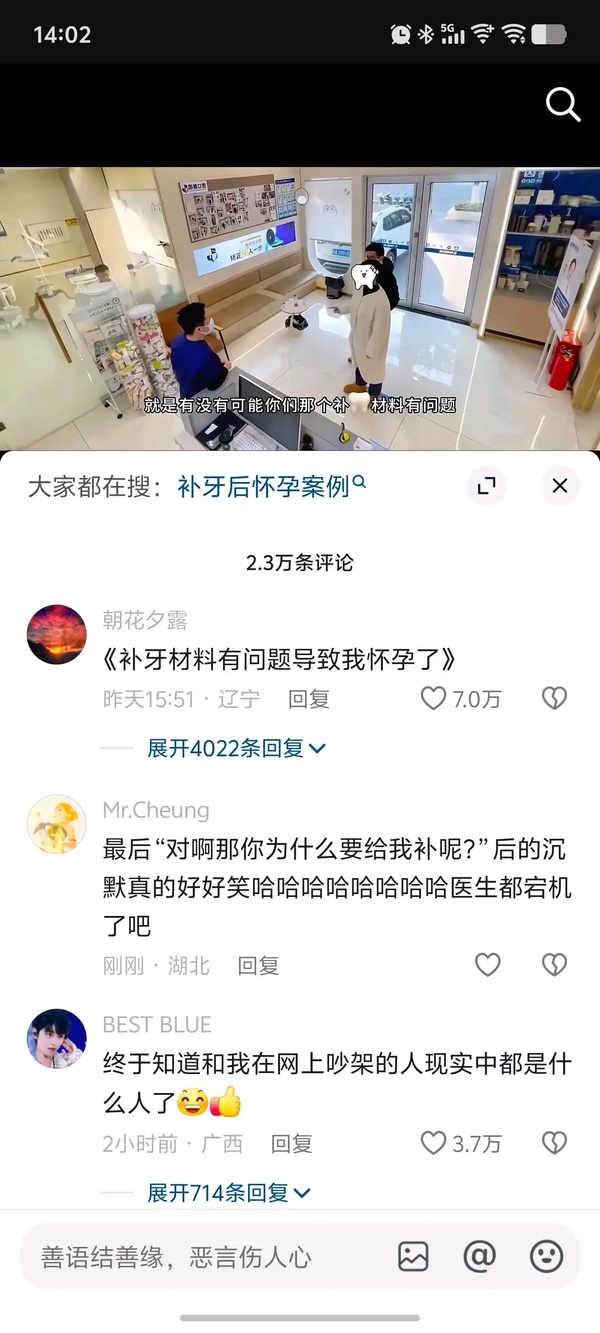 14:02
5G
就是有没有可能你们那个补🦷材料有问题
大家都在搜：补牙后怀孕案例
2.3万条评论
朝花夕露
《补牙材料有问题导致我怀孕了》
昨天15:51 · 辽宁 回复 7.0万
展开4022条回复
Mr.Cheung
最后“对啊那你为什么要给我补呢？”后的沉
默真的好好笑哈哈哈哈哈哈哈哈医生都宕机
了吧
刚刚 · 湖北 回复
BEST BLUE
终于知道和我在网上吵架的人现实中都是什
么人了😄👍
2小时前 · 广西 回复 3.7万
展开714条回复
善语结善缘，恶言伤人心